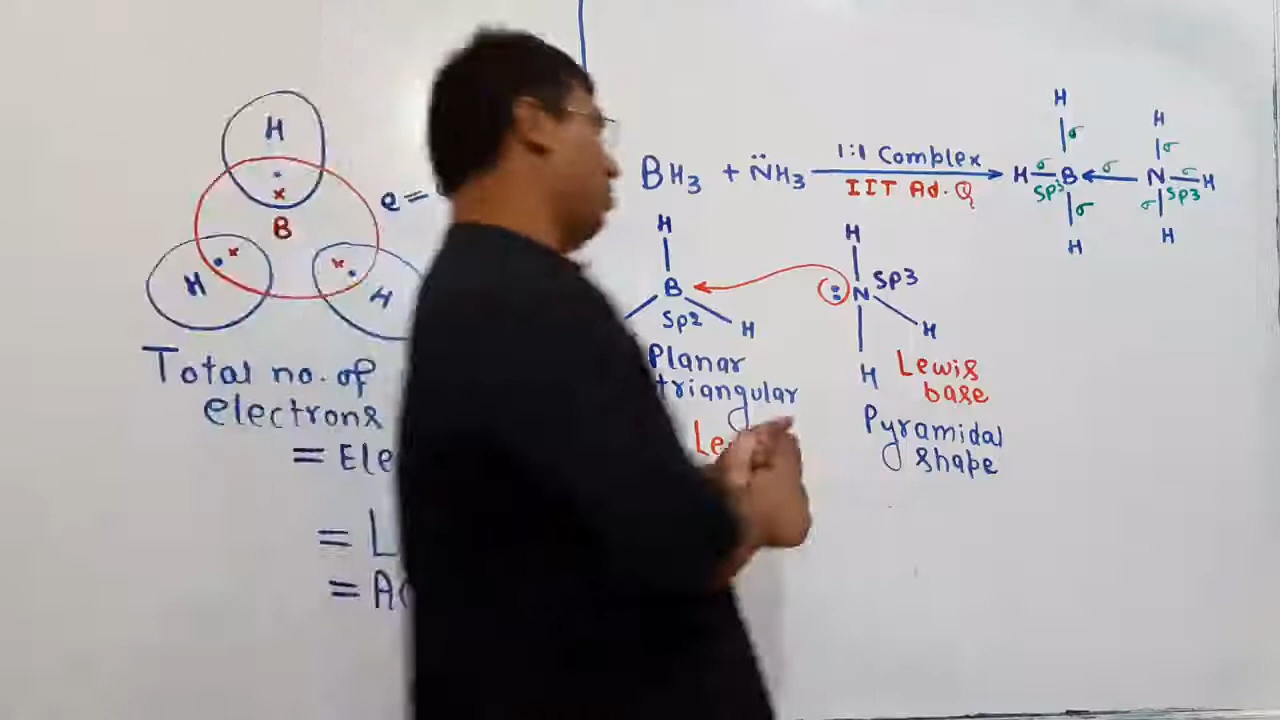 H
B
H
H
e =
Total no. of
electrons
= Ele
= L
= A
BH3 + N̈H3
1:1 Complex
IIT Ad. Q
H
H
H σ B σ N σ H
σ
σ
sp3
sp3
σ
σ
H
H
H
B
H
Sp2
Planar
triangular
Le
H
: N Sp3
H
H
Lewis
base
Pyramidal
shape